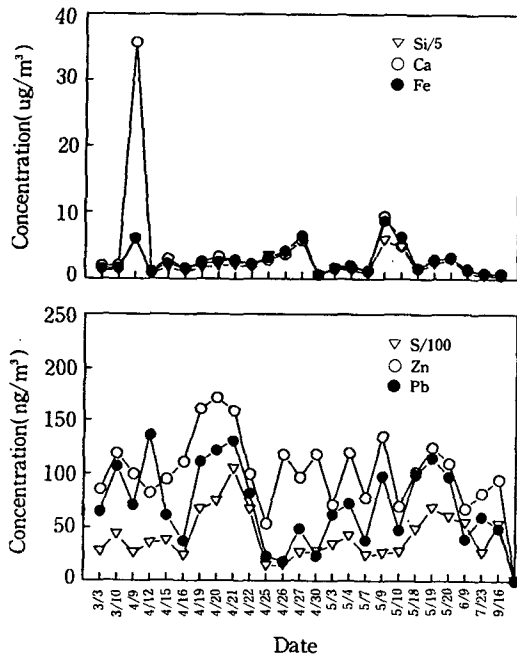 40
30
20
10
0
Concentration( ug/m³)
▽ Si/5
○ Ca
● Fe
250
200
150
100
50
0
Concentration( ng/m³)
▽ S/100
○ Zn
● Pb
3/3 3/10 4/9 4/12 4/15 4/16 4/19 4/20 4/21 4/22 4/25 4/26 4/27 4/30 5/3 5/4 5/7 5/9 5/10 5/18 5/19 5/20 6/9 7/23 9/16
Date